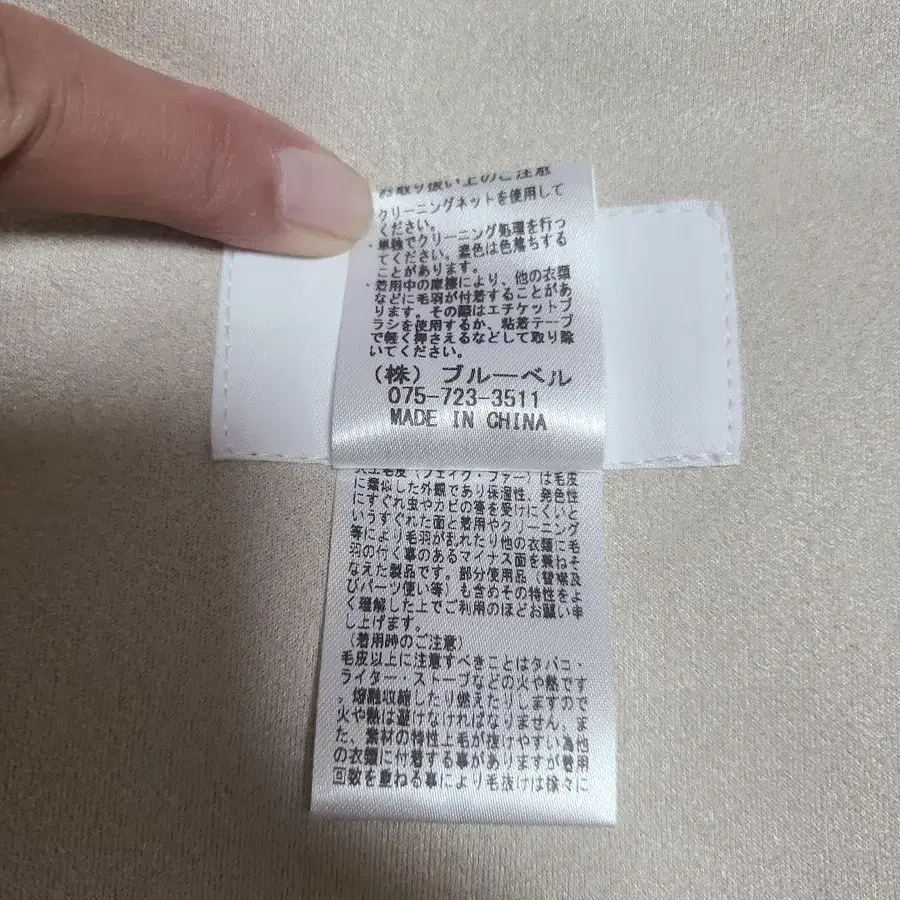 お取り扱い上のご注意
クリーニングネットを使用して
ください。
・単独でクリーニング処理を行っ
てください。濃色は色落ちする
ことがあります。
・着用中の摩擦により、他の衣類
などに毛羽が付着することがあ
ります。その際はエチケットブ
ラシを使用するか、粘着テープ
で軽く押さえるなどして取り除
いてください。
(株) ブルーベル
075-723-3511
MADE IN CHINA
人工毛皮(フェイク・ファー)は毛皮
に類似した外観であり保湿性、発色性
にすぐれ虫やカビの害を受けにくいと
いうすぐれた面と着用やクリーニング
等により毛羽が乱れたり他の衣類に毛
羽の付く事のあるマイナス面を兼ねそ
なえた製品です。部分使用品(替襟及
びパーツ使い等)も含めその特性をよ
く理解した上でご利用のほどお願い申
し上げます。
(着用時のご注意)
毛皮以上に注意すべきことはタバコ・
ライター・ストーブなどの火や熱です
。熔融収縮したり燃えたりしますので
火や熱は避けなければなりません。ま
た、素材の特性上毛が抜けやすい為他
の衣類に付着する事がありますが着用
回数を重ねる事により毛抜けは徐々に